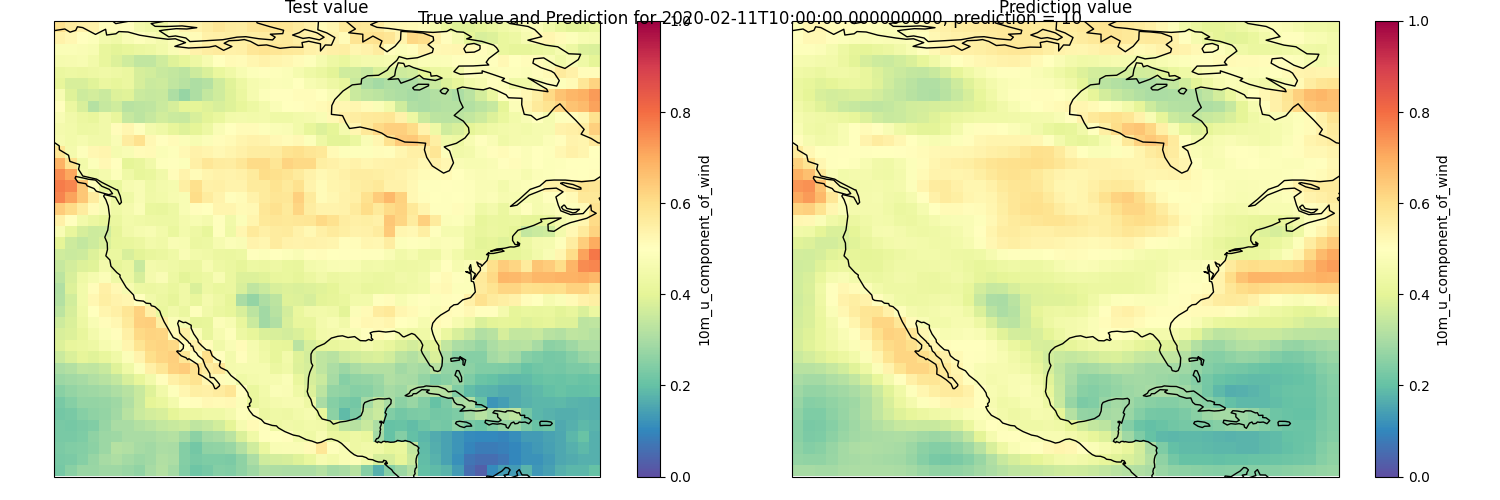 True value and Prediction for 2020-02-11T10:00:00.000000000, prediction = 10
Test value
Prediction value
1.0
0.8
0.6
0.4
0.2
0.0
10m_u_component_of_wind
1.0
0.8
0.6
0.4
0.2
0.0
10m_u_component_of_wind